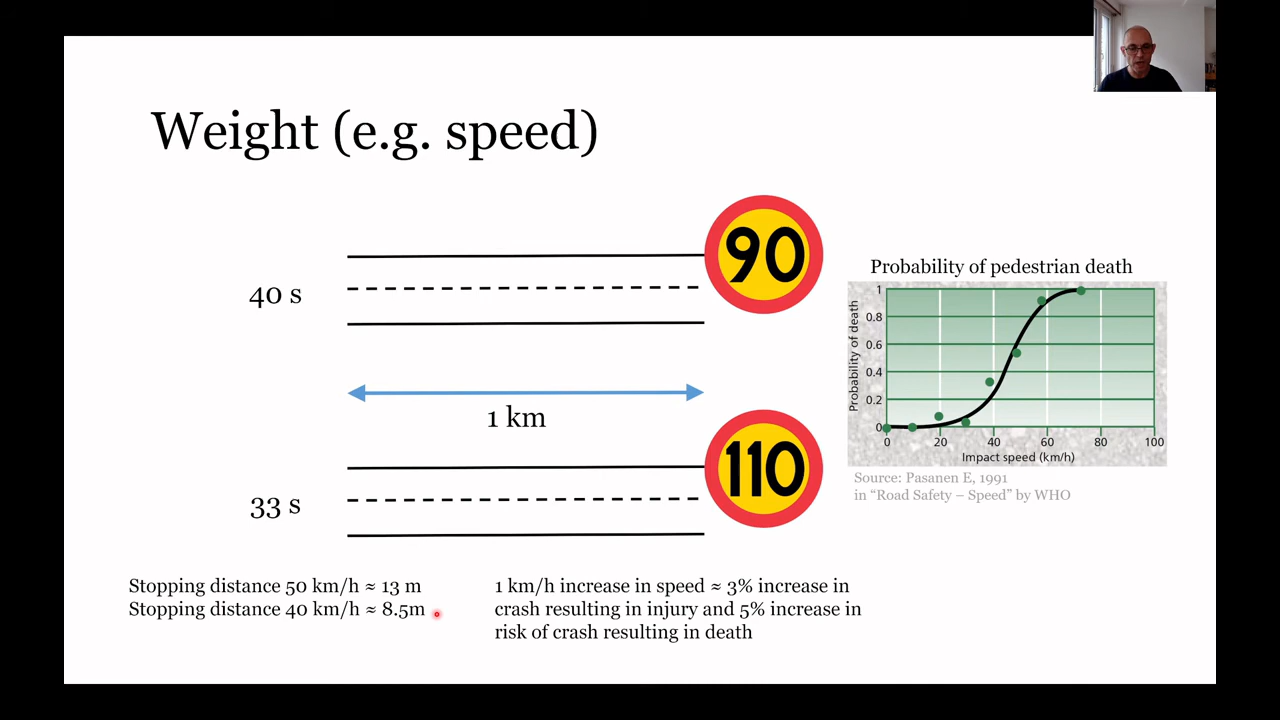 Weight (e.g. speed)
90
40 s
1 km
110
33 s
Probability of pedestrian death
Probability of death
1
0.8
0.6
0.4
0.2
0
0 20 40 60 80 100
Impact speed (km/h)
Source: Pasanen E, 1991
in “Road Safety – Speed” by WHO
Stopping distance 50 km/h ≈ 13 m
Stopping distance 40 km/h ≈ 8.5m
1 km/h increase in speed ≈ 3% increase in
crash resulting in injury and 5% increase in
risk of crash resulting in death